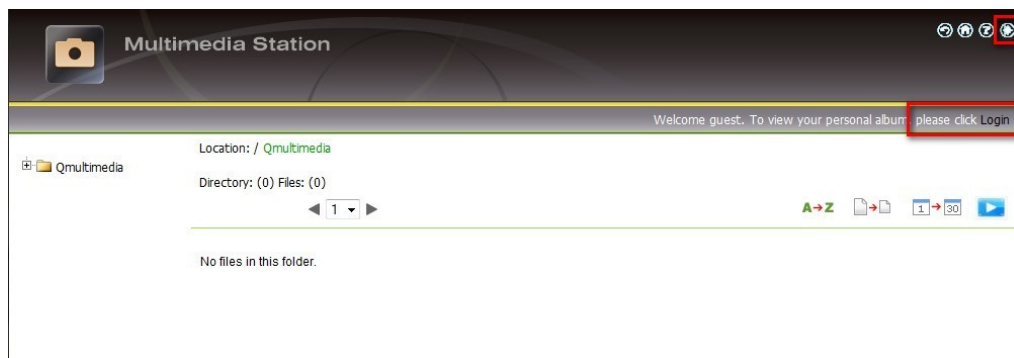 Multimedia Station
Welcome guest. To view your personal album, please click Login
Qmultimedia
Location: / Qmultimedia
Directory: (0) Files: (0)
1
A→Z
1→30
No files in this folder.